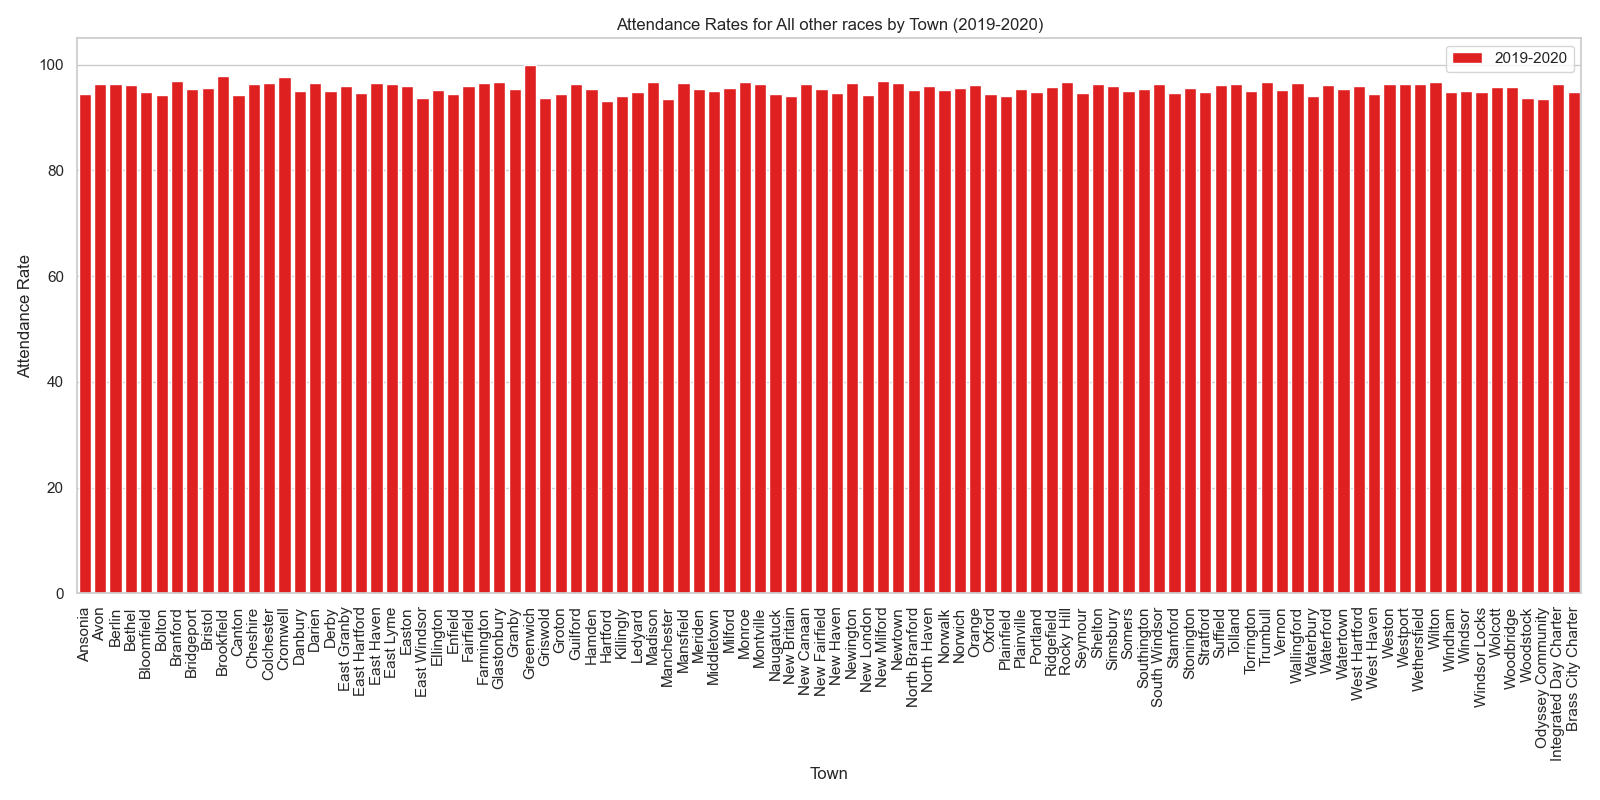 Attendance Rates for All other races by Town (2019-2020)
2019-2020
Attendance Rate
100
80
60
40
20
0
Ansonia
Avon
Berlin
Bethel
Bloomfield
Bolton
Branford
Bridgeport
Bristol
Brookfield
Canton
Cheshire
Colchester
Cromwell
Danbury
Darien
Derby
East Granby
East Hartford
East Haven
East Lyme
Easton
East Windsor
Ellington
Enfield
Fairfield
Farmington
Glastonbury
Granby
Greenwich
Griswold
Groton
Guilford
Hamden
Hartford
Killingly
Ledyard
Madison
Manchester
Mansfield
Meriden
Middletown
Milford
Monroe
Montville
Naugatuck
New Britain
New Canaan
New Fairfield
New Haven
Newington
New London
New Milford
Newtown
North Branford
North Haven
Norwalk
Norwich
Orange
Oxford
Plainfield
Plainville
Portland
Ridgefield
Rocky Hill
Seymour
Shelton
Simsbury
Somers
Southington
South Windsor
Stamford
Stonington
Stratford
Suffield
Tolland
Torrington
Trumbull
Vernon
Wallingford
Waterbury
Waterford
Watertown
West Hartford
West Haven
Weston
Westport
Wethersfield
Wilton
Windham
Windsor
Windsor Locks
Wolcott
Woodbridge
Woodstock
Odyssey Community
Integrated Day Charter
Brass City Charter
Town